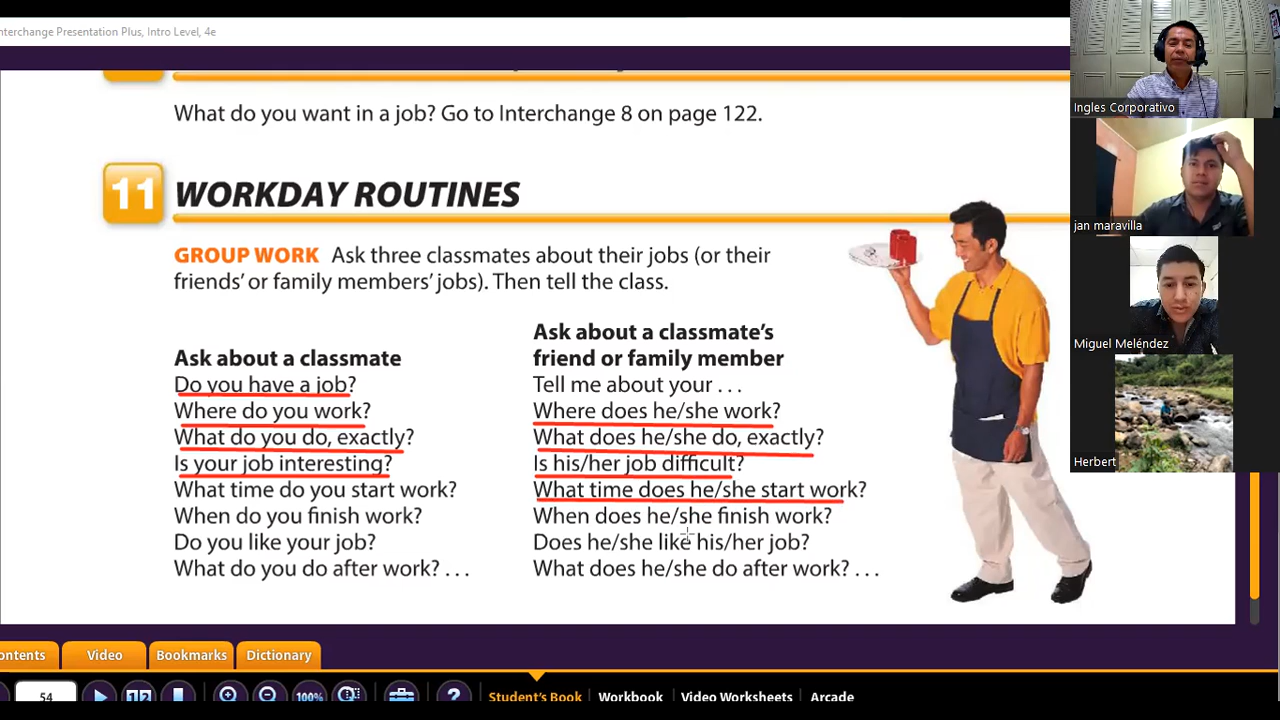 nterchange Presentation Plus, Intro Level, 4e
What do you want in a job? Go to Interchange 8 on page 122.
11 WORKDAY ROUTINES
GROUP WORK Ask three classmates about their jobs (or their
friends' or family members' jobs). Then tell the class.
Ask about a classmate
Do you have a job?
Where do you work?
What do you do, exactly?
Is your job interesting?
What time do you start work?
When do you finish work?
Do you like your job?
What do you do after work? . . .
Ask about a classmate's
friend or family member
Tell me about your . . .
Where does he/she work?
What does he/she do, exactly?
Is his/her job difficult?
What time does he/she start work?
When does he/she finish work?
Does he/she like his/her job?
What does he/she do after work? . . .
Ingles Corporativo
jan maravilla
Miguel Meléndez
Herbert
ontents Video Bookmarks Dictionary
54 100% Student's Book Workbook Video Worksheets Arcade